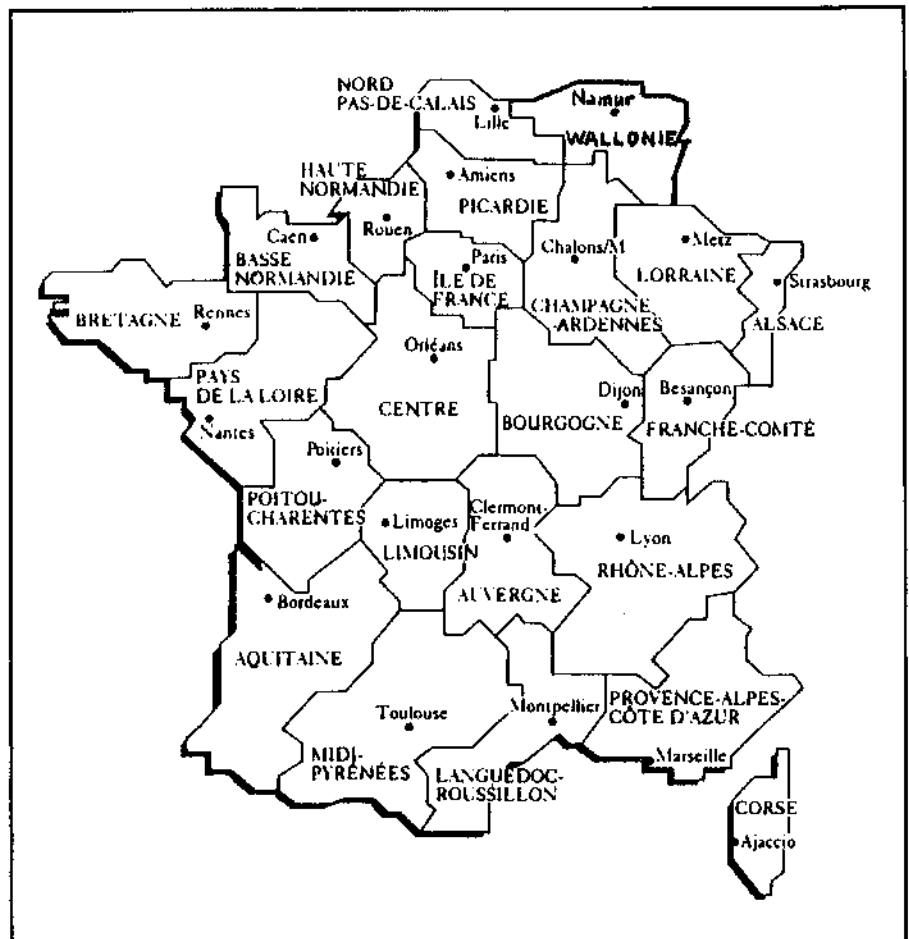 NORD
PAS-DE-CALAIS
Lille
Namur
WALLONIE
HAUTE
NORMANDIE
Rouen
Amiens
PICARDIE
Caen
BASSE
NORMANDIE
Paris
ÎLE DE
FRANCE
Chalons/M
CHAMPAGNE
-ARDENNES
Metz
LORRAINE
Strasbourg
ALSACE
BRETAGNE
Rennes
PAYS
DE LA LOIRE
Nantes
Orléans
CENTRE
Dijon
BOURGOGNE
Besançon
FRANCHE-COMTÉ
Poitiers
POITOU-
CHARENTES
Limoges
LIMOUSIN
Clermont-
Ferrand
AUVERGNE
Lyon
RHÔNE-ALPES
Bordeaux
AQUITAINE
Toulouse
MIDI-
PYRÉNÉES
Montpellier
LANGUEDOC-
ROUSSILLON
PROVENCE-ALPES-
CÔTE D'AZUR
Marseille
CORSE
Ajaccio